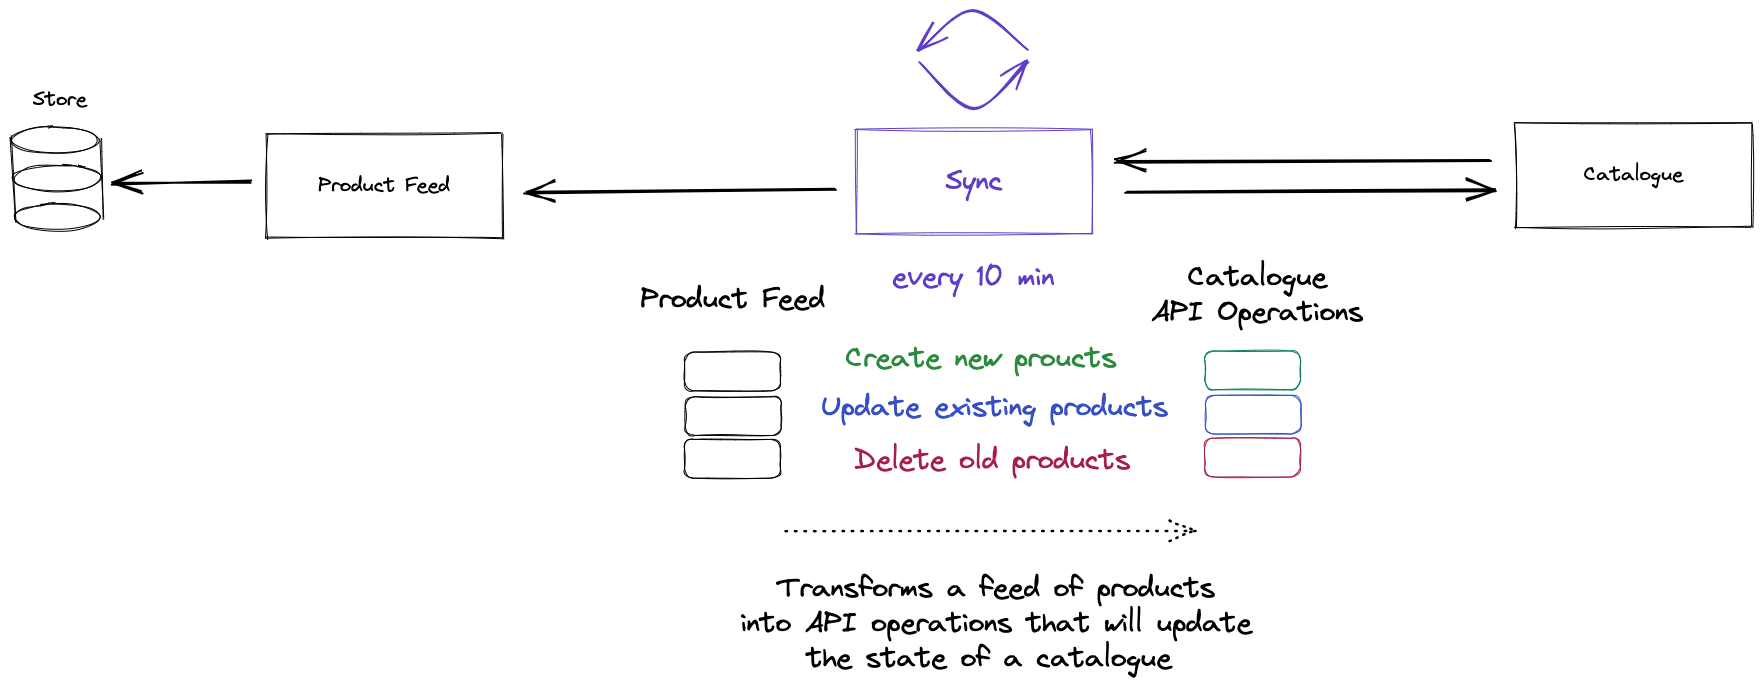 Store
Product Feed
Sync
Catalogue
every 10 min
Product Feed
Catalogue
API Operations
Create new proucts
Update existing products
Delete old products
Transforms a feed of products
into API operations that will update
the state of a catalogue